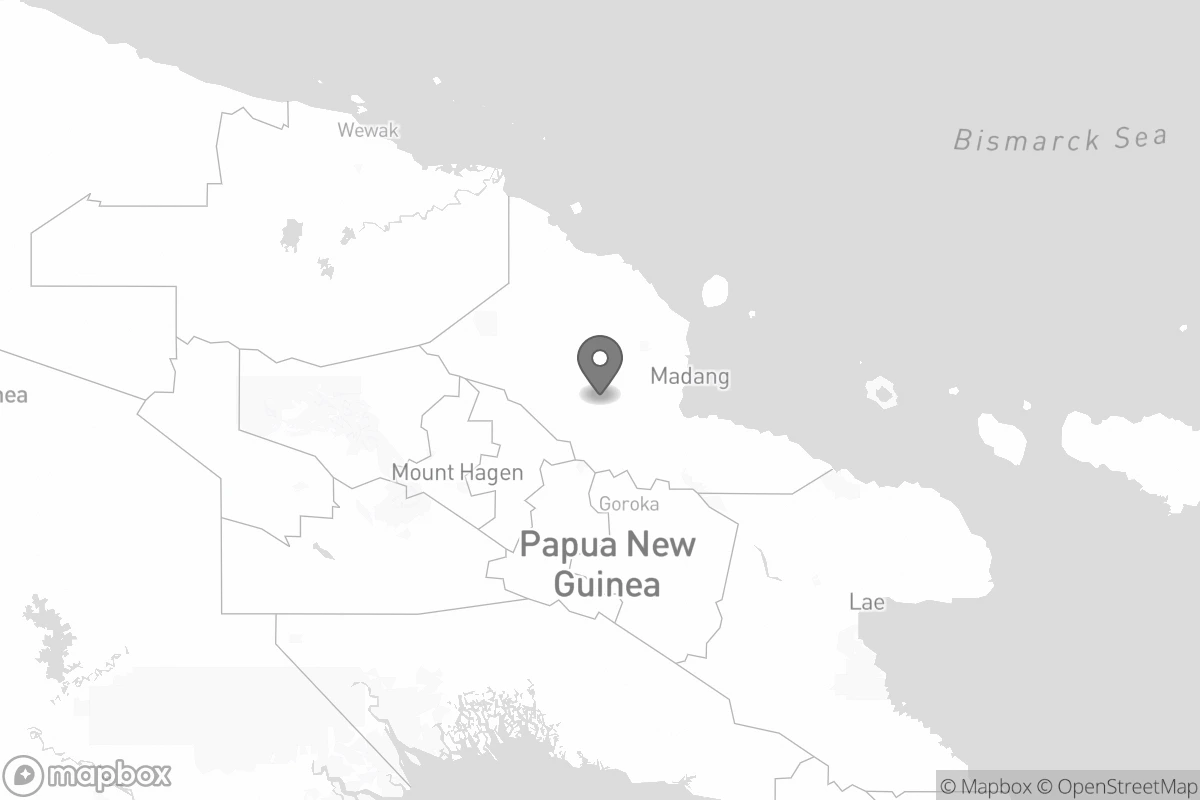 Wewak
Bismarck Sea
nea
Madang
Mount Hagen
Goroka
Papua New
Guinea
Lae
mapbox
© Mapbox © OpenStreetMap